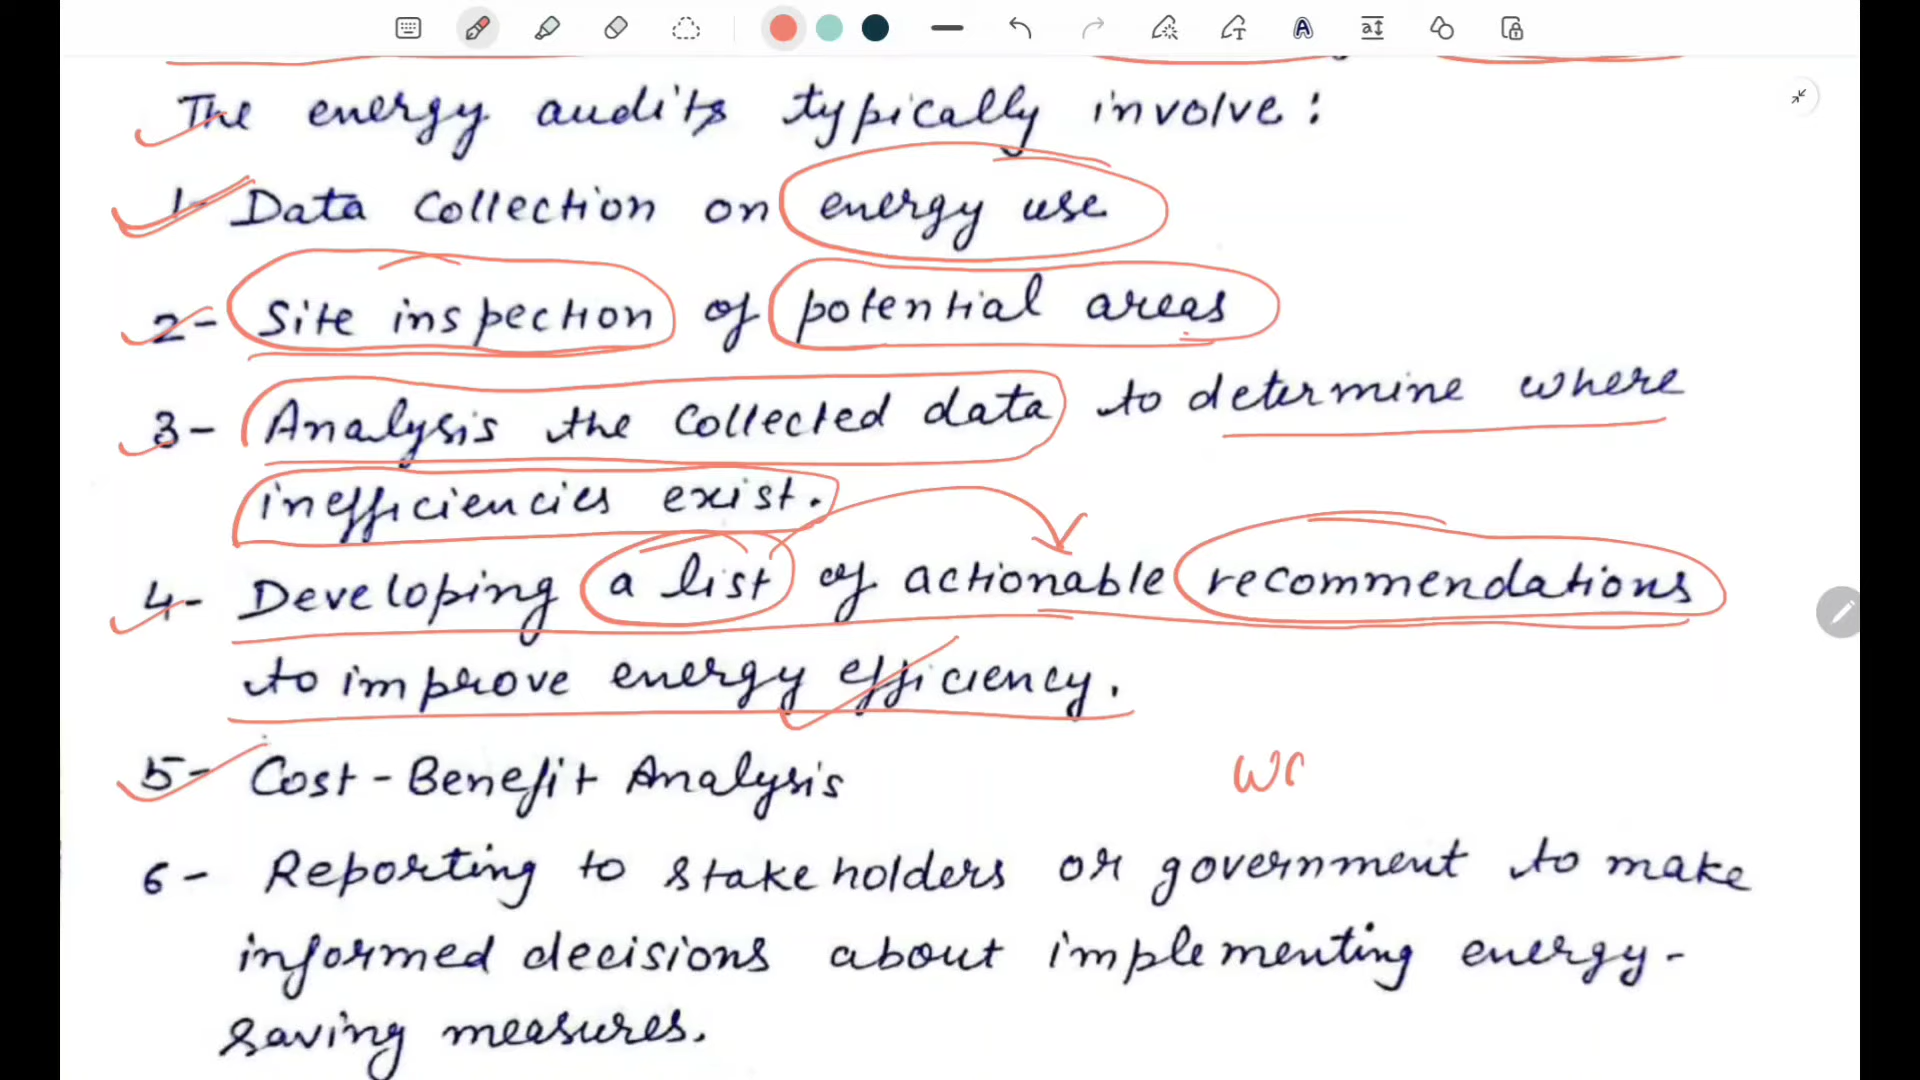 The energy audits typically involve:
1- Data Collection on energy use
2- Site inspection of potential areas
3- Analysis the collected data to determine where
inefficiencies exist.
4- Developing a list of actionable recommendations
to improve energy efficiency.
5- Cost-Benefit Analysis
6- Reporting to stakeholders or government to make
informed decisions about implementing energy-
saving measures.